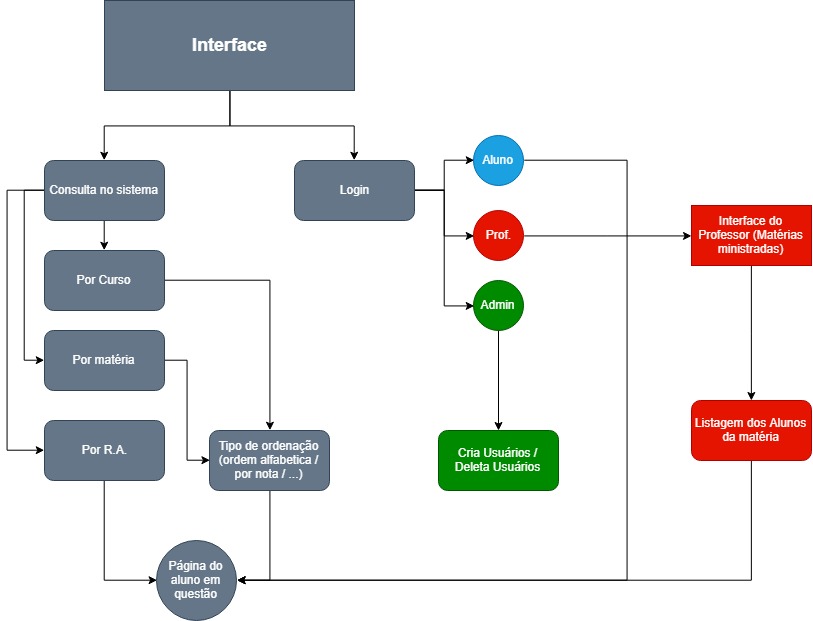 Interface
Consulta no sistema
Login
Aluno
Prof.
Interface do
Professor (Matérias
ministradas)
Por Curso
Admin
Por matéria
Por R.A.
Tipo de ordenação
(ordem alfabetica /
por nota / ...)
Cria Usuários /
Deleta Usuários
Listagem dos Alunos
da matéria
Página do
aluno em
questão